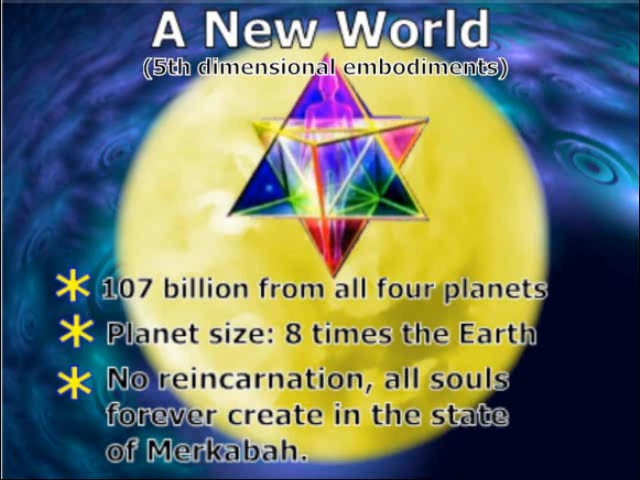 A New World
(5th dimensional embodiments)
107 billion from all four planets
Planet size: 8 times the Earth
No reincarnation, all souls
forever create in the state
of Merkabah.